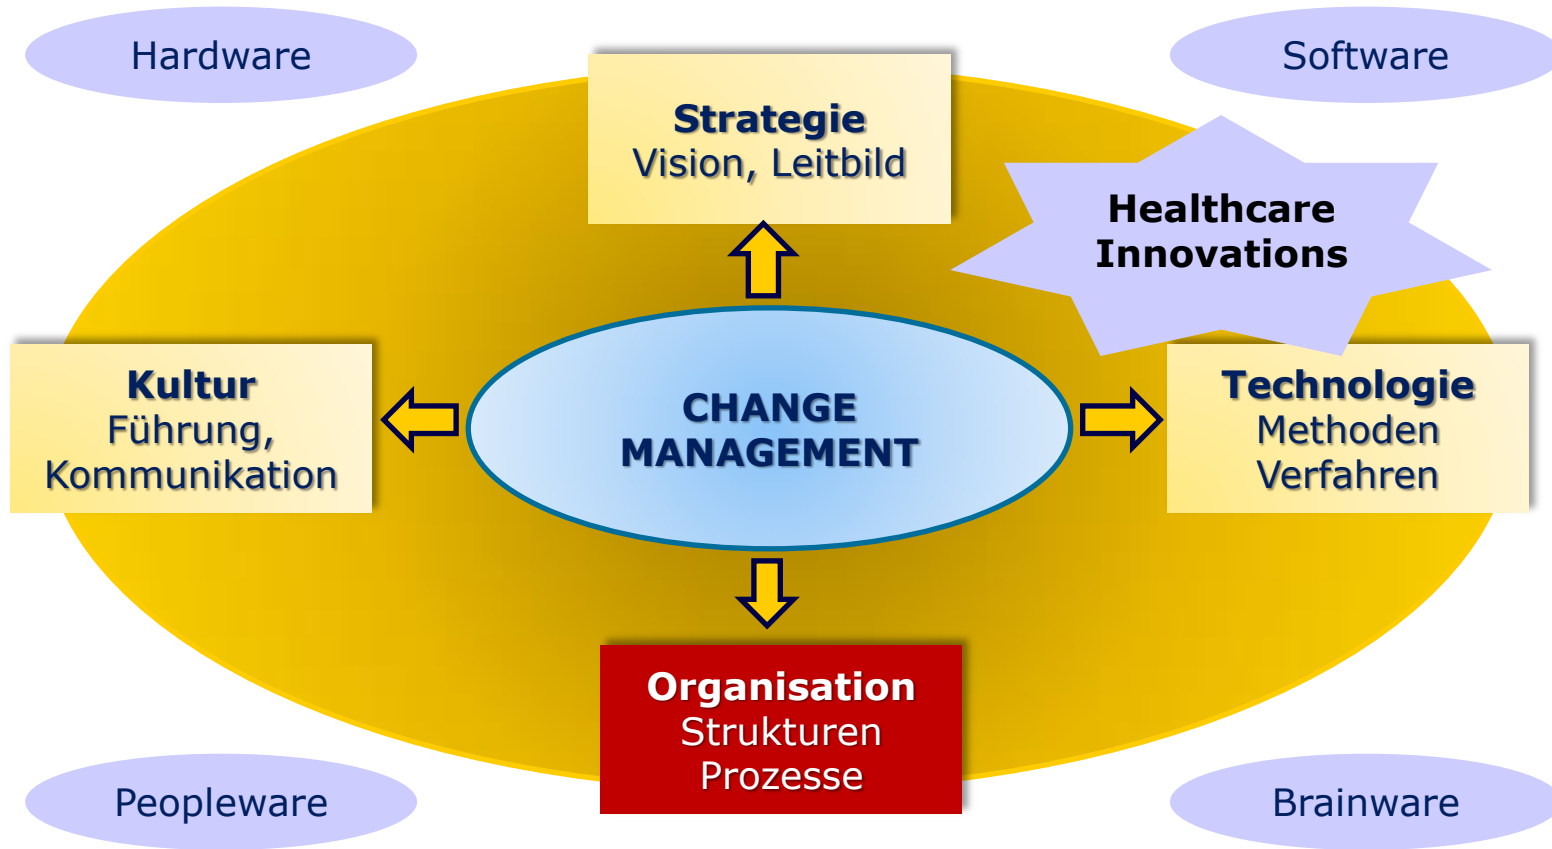 Hardware
Software
Strategie
Vision, Leitbild
Healthcare
Innovations
Kultur
Führung,
Kommunikation
CHANGE
MANAGEMENT
Technologie
Methoden
Verfahren
Organisation
Strukturen
Prozesse
Peopleware
Brainware